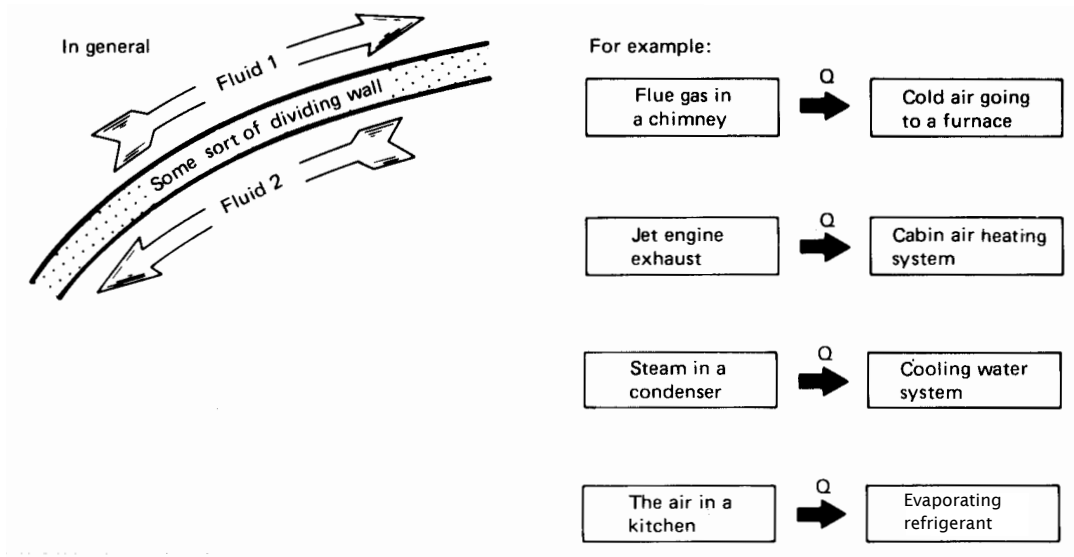 In general
Fluid 1
Some sort of dividing wall
Fluid 2
For example:
Flue gas in
a chimney
Q
Cold air going
to a furnace
Jet engine
exhaust
Q
Cabin air heating
system
Steam in a
condenser
Q
Cooling water
system
The air in a
kitchen
Q
Evaporating
refrigerant